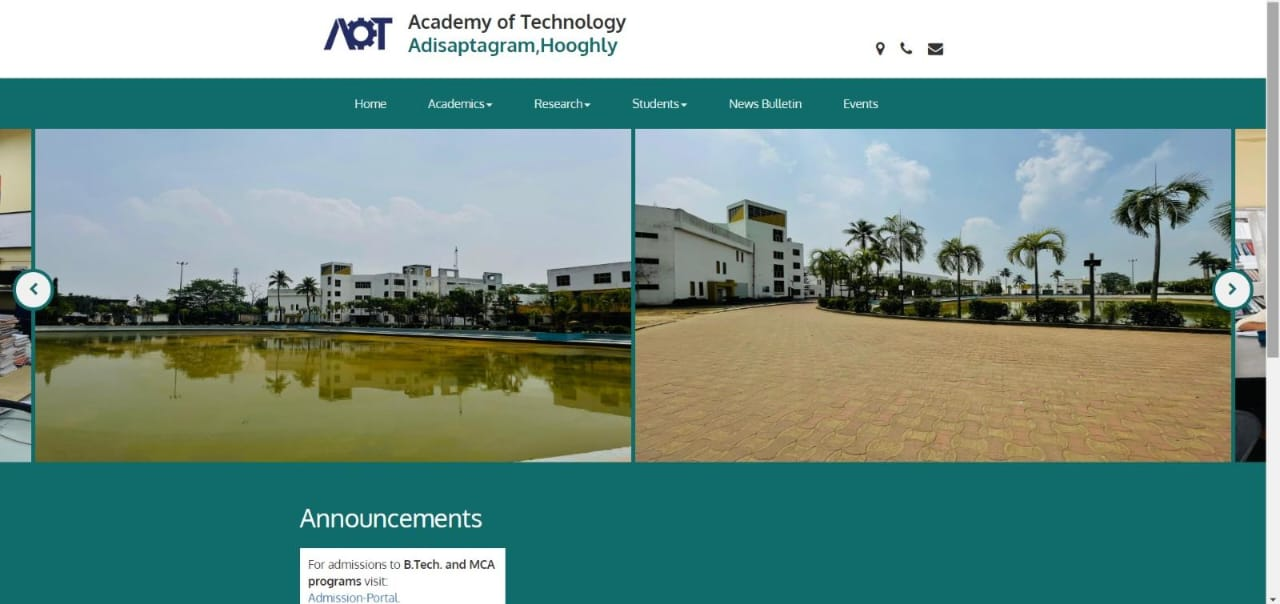 AOT
Academy of Technology
Adisaptagram,Hooghly
Home
Academics
Research
Students
News Bulletin
Events
Announcements
For admissions to B.Tech. and MCA
programs visit:
Admission-Portal.